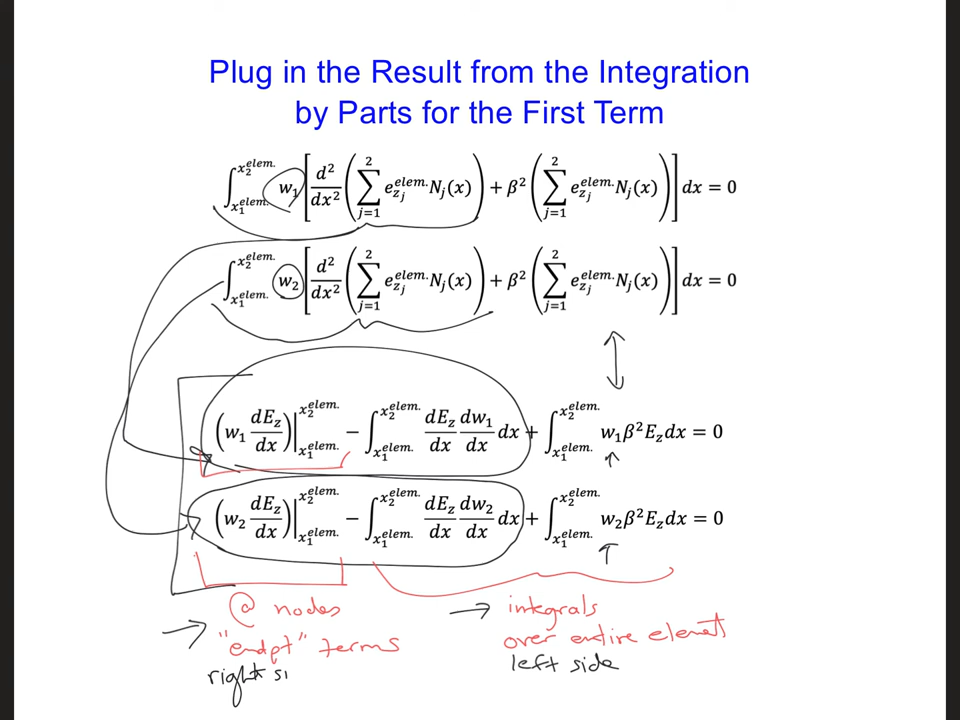 Plug in the Result from the Integration
by Parts for the First Term
∫_{x_1^{elem.}}^{x_2^{elem.}} w_1 [ d²/dx² ( ∑_{j=1}^{2} e_{z_j}^{elem.} N_j(x) ) + β² ( ∑_{j=1}^{2} e_{z_j}^{elem.} N_j(x) ) ] dx = 0
∫_{x_1^{elem.}}^{x_2^{elem.}} w_2 [ d²/dx² ( ∑_{j=1}^{2} e_{z_j}^{elem.} N_j(x) ) + β² ( ∑_{j=1}^{2} e_{z_j}^{elem.} N_j(x) ) ] dx = 0
( w_1 dE_z/dx ) |_{x_1^{elem.}}^{x_2^{elem.}} − ∫_{x_1^{elem.}}^{x_2^{elem.}} dE_z/dx dw_1/dx dx + ∫_{x_1^{elem.}}^{x_2^{elem.}} w_1 β² E_z dx = 0
( w_2 dE_z/dx ) |_{x_1^{elem.}}^{x_2^{elem.}} − ∫_{x_1^{elem.}}^{x_2^{elem.}} dE_z/dx dw_2/dx dx + ∫_{x_1^{elem.}}^{x_2^{elem.}} w_2 β² E_z dx = 0
@ nodes
"endpt" terms
right si
→ integrals
over entire element
left side